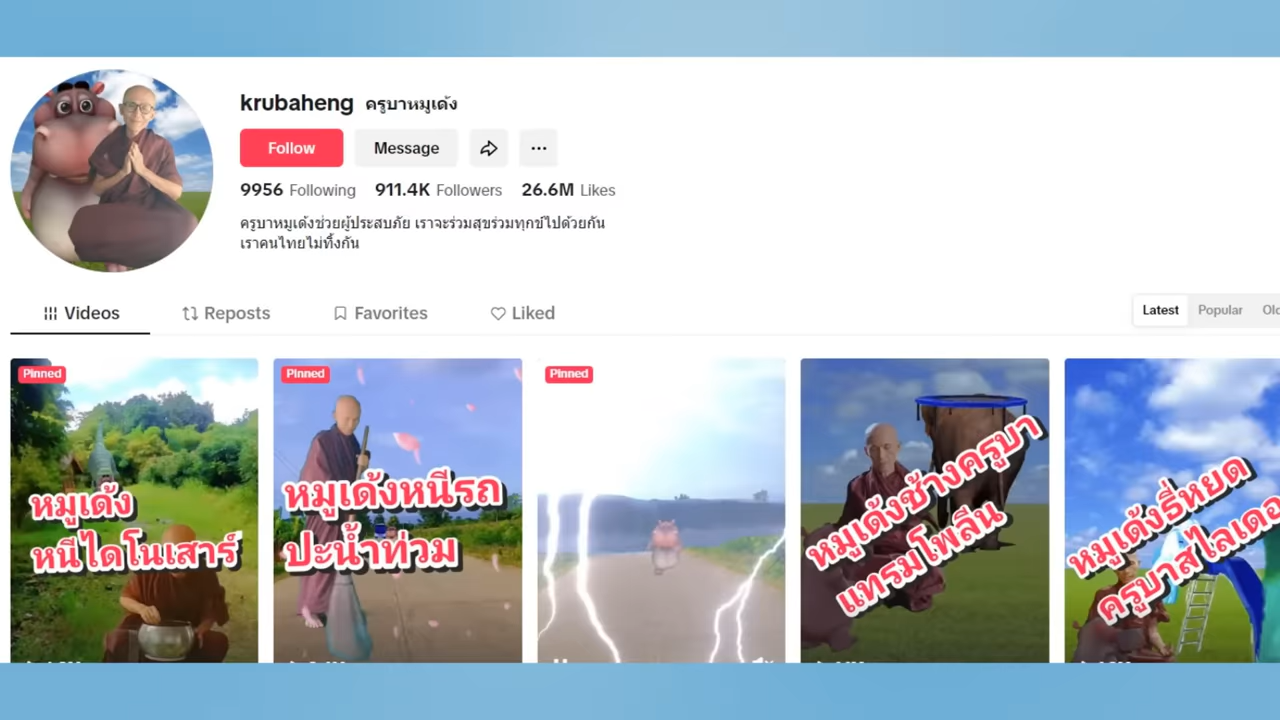 krubaheng ครูบาหมูเด้ง
Follow Message
9956 Following 911.4K Followers 26.6M Likes
ครูบาหมูเด้งช่วยผู้ประสบภัย เราจะร่วมสุขร่วมทุกข์ไปด้วยกัน
เราคนไทยไม่ทิ้งกัน
Videos Reposts Favorites Liked
Latest Popular
Pinned
หมูเด้ง
หนีไดโนเสาร์
Pinned
หมูเด้งหนีรถ
ปะน้ำท่วม
Pinned
หมูเด้งช้างครูบา
แทรมโพลีน
หมูเด้งธี่หยด
ครูบาสไลเดอ